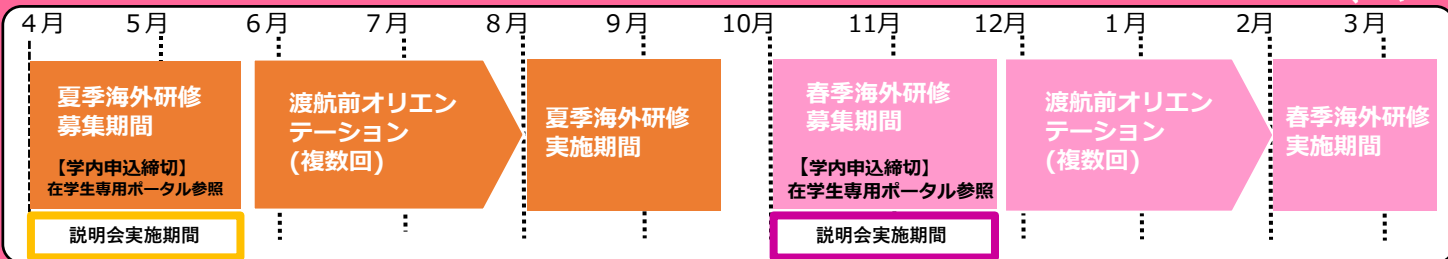 4月 5月 6月 7月 8月 9月 10月 11月 12月 1月 2月 3月
夏季海外研修
募集期間
【学内申込締切】
在学生専用ポータル参照
渡航前オリエン
テーション
(複数回)
夏季海外研修
実施期間
春季海外研修
募集期間
【学内申込締切】
在学生専用ポータル参照
渡航前オリエン
テーション
(複数回)
春季海外研修
実施期間
説明会実施期間
説明会実施期間